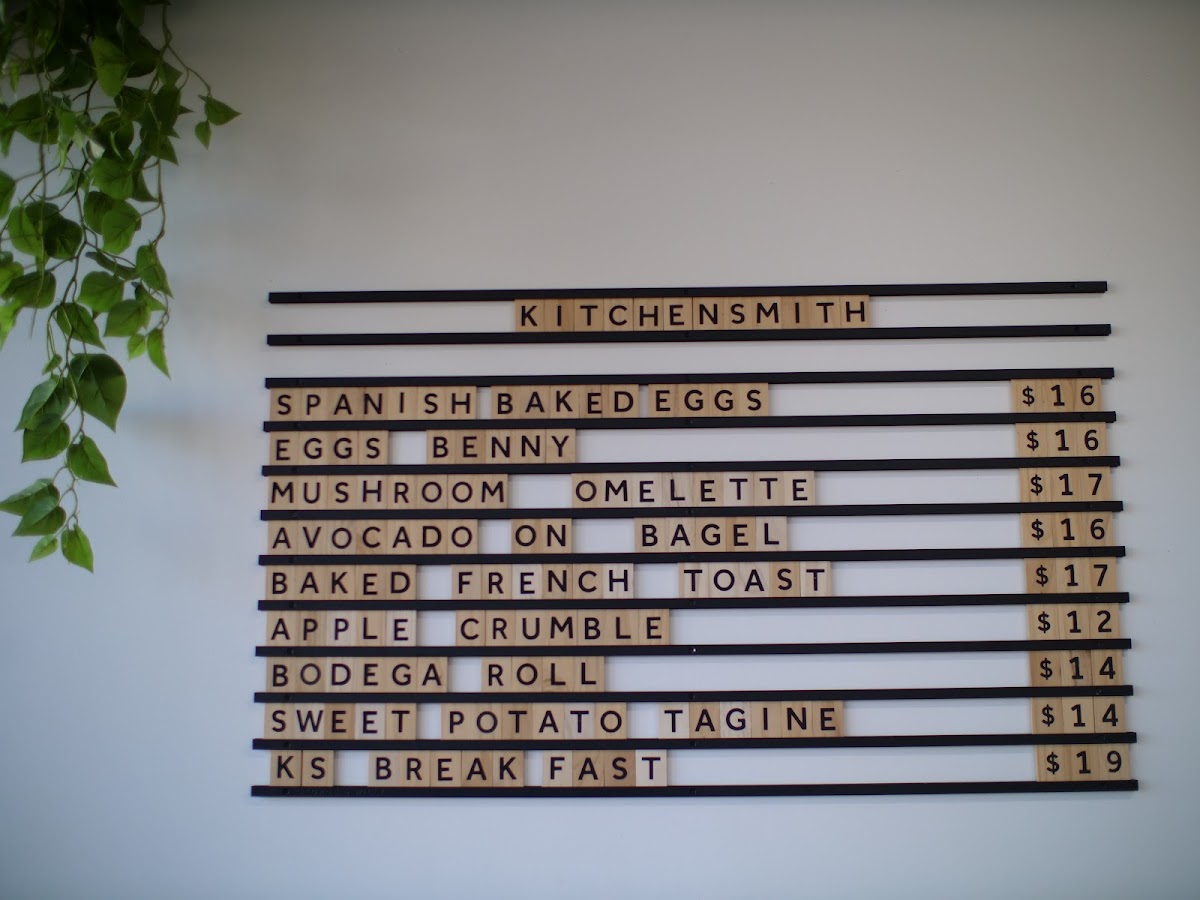 KITCHENSMITH
SPANISH BAKED EGGS $16
EGGS BENNY $16
MUSHROOM OMELETTE $17
AVOCADO ON BAGEL $16
BAKED FRENCH TOAST $17
APPLE CRUMBLE $12
BODEGA ROLL $14
SWEET POTATO TAGINE $14
KS BREAK FAST $19